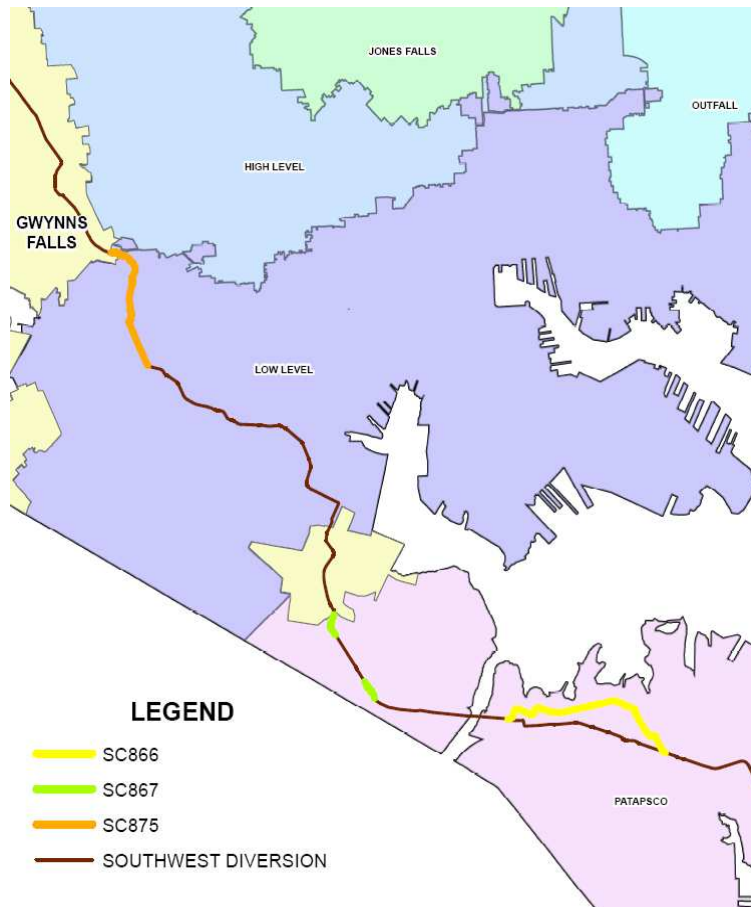 JONES FALLS
OUTFALL
HIGH LEVEL
GWYNNS
FALLS
LOW LEVEL
LEGEND
SC866
SC867
SC875
SOUTHWEST DIVERSION
PATAPSCO